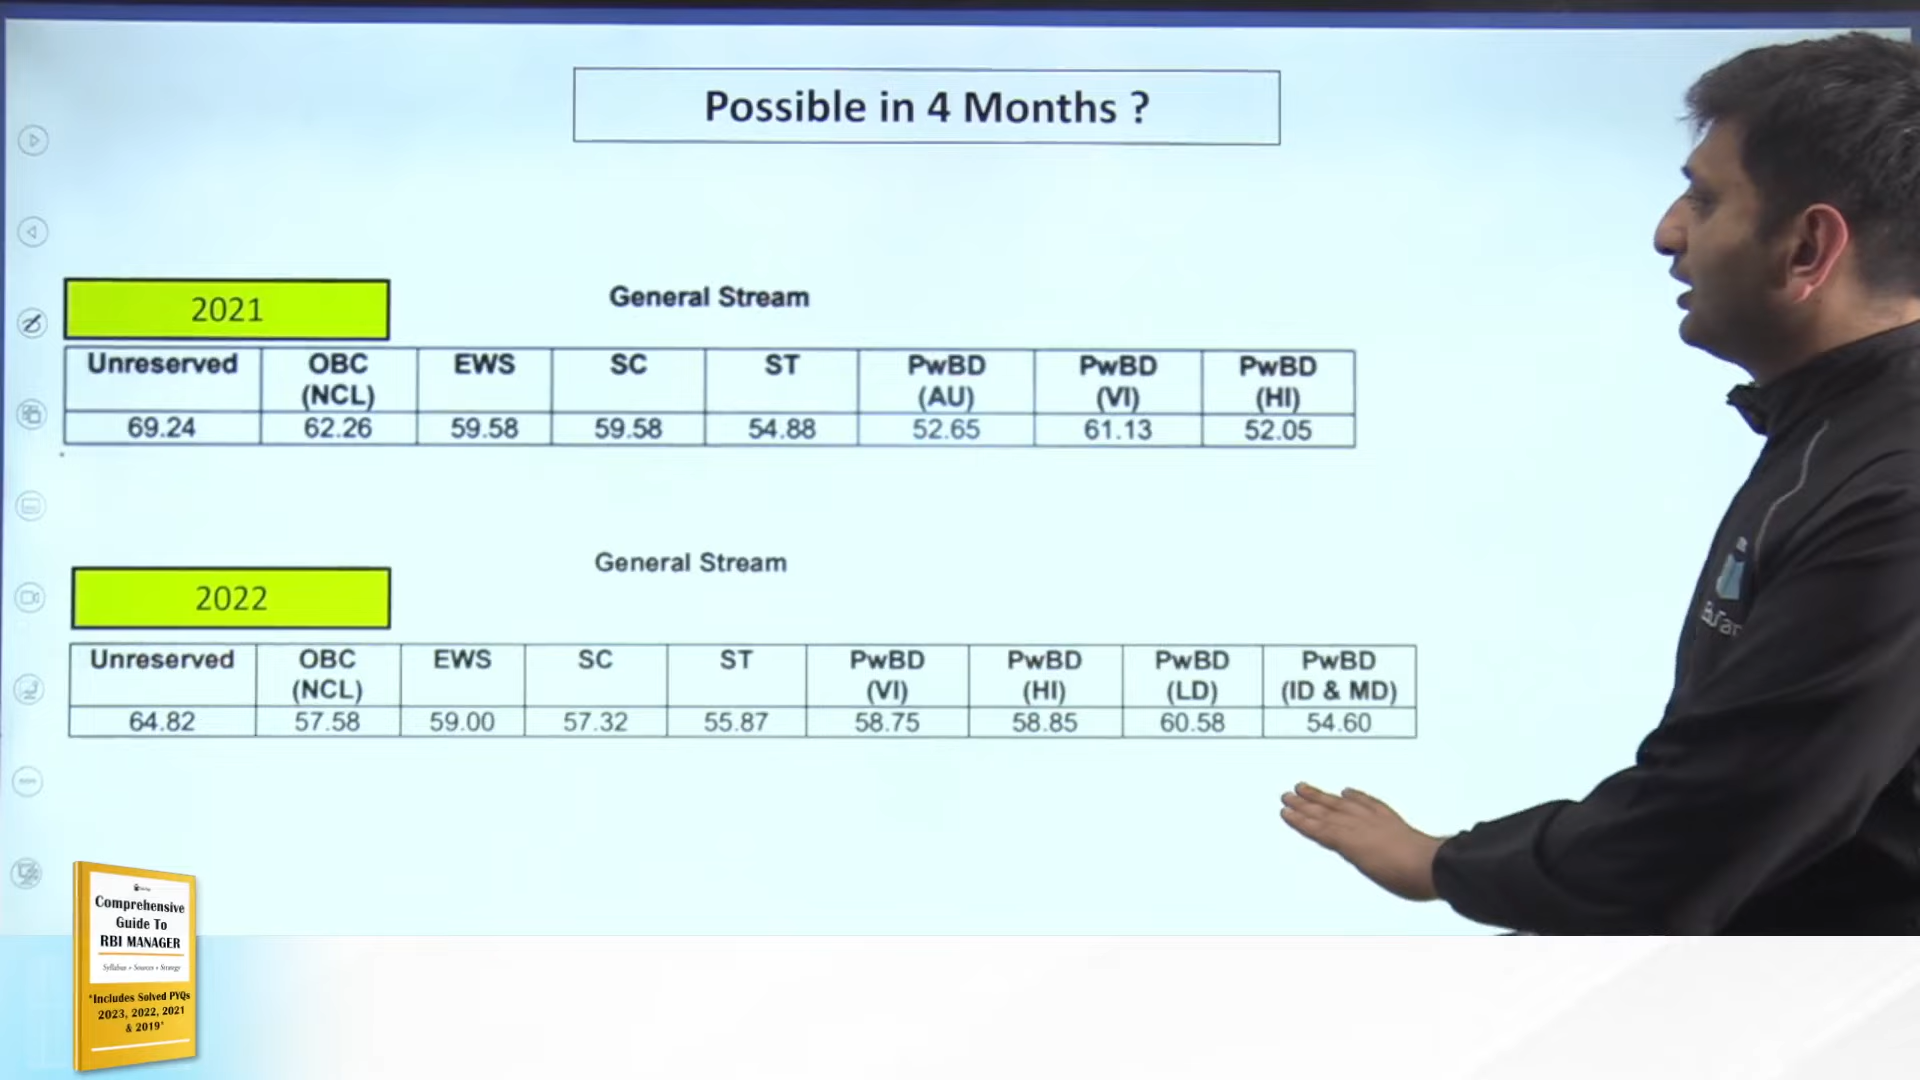 Possible in 4 Months ?
2021
General Stream
Unreserved OBC (NCL) EWS SC ST PwBD (AU) PwBD (VI) PwBD (HI)
69.24 62.26 59.58 59.58 54.88 52.65 61.13 52.05
2022
General Stream
Unreserved OBC (NCL) EWS SC ST PwBD (VI) PwBD (HI) PwBD (LD) PwBD (ID & MD)
64.82 57.58 59.00 57.32 55.87 58.75 58.85 60.58 54.60
Comprehensive
Guide To
RBI MANAGER
Syllabus + Sources + Strategy
*Includes Solved PYQs
2023, 2022, 2021
& 2019*